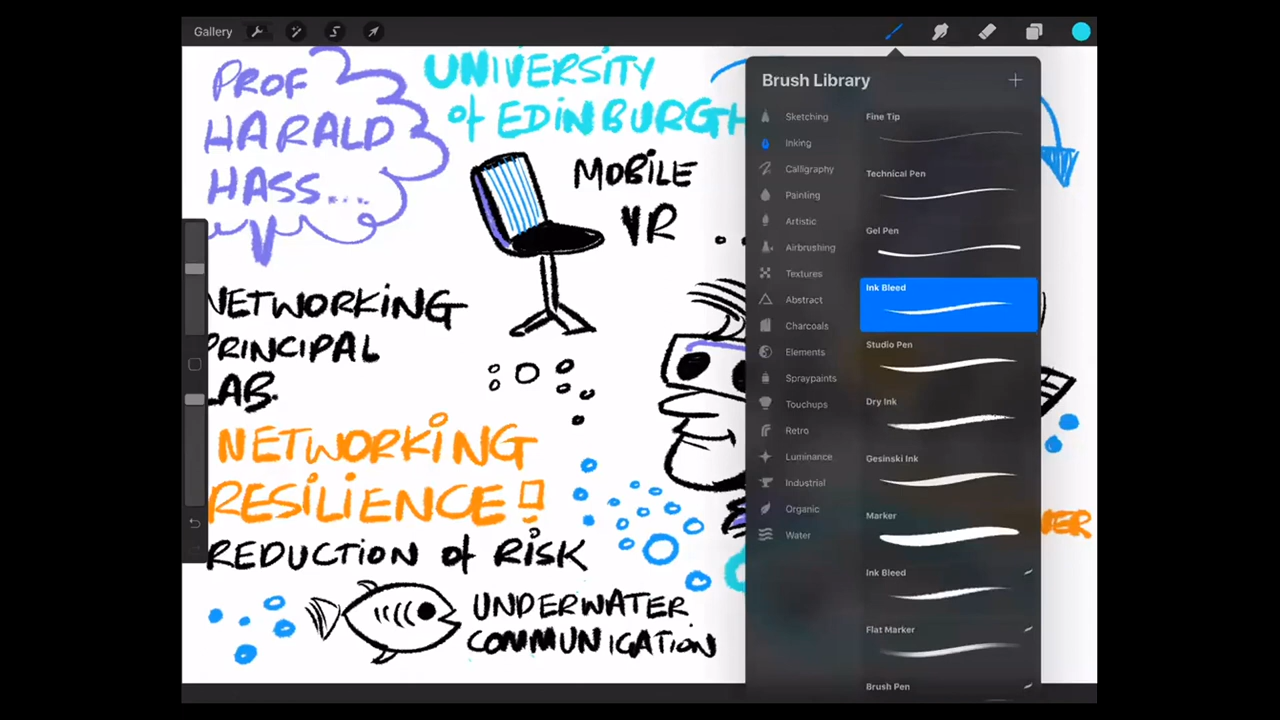 Gallery
PROF
HARALD
HASS...
UNIVERSITY
of EDINBURGH
MOBILE
VR
NETWORKING
PRINCIPAL
LAB.
NETWORKING
RESILIENCE!
REDUCTION of RISK
UNDERWATER
COMMUNICATION
Brush Library
Sketching
Inking
Calligraphy
Painting
Artistic
Airbrushing
Textures
Abstract
Charcoals
Elements
Spraypaints
Touchups
Retro
Luminance
Industrial
Organic
Water
Fine Tip
Technical Pen
Gel Pen
Ink Bleed
Studio Pen
Dry Ink
Gesinski Ink
Marker
Ink Bleed
Flat Marker
Brush Pen